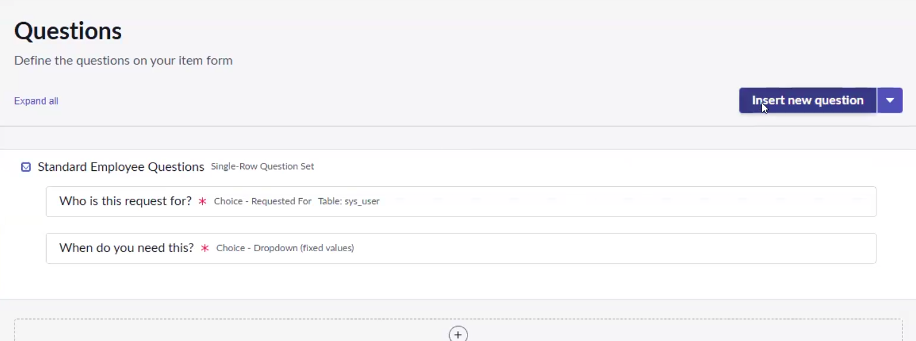 Questions
Define the questions on your item form
Expand all
Insert new question
Standard Employee Questions Single-Row Question Set
Who is this request for? * Choice - Requested For Table: sys_user
When do you need this? * Choice - Dropdown (fixed values)